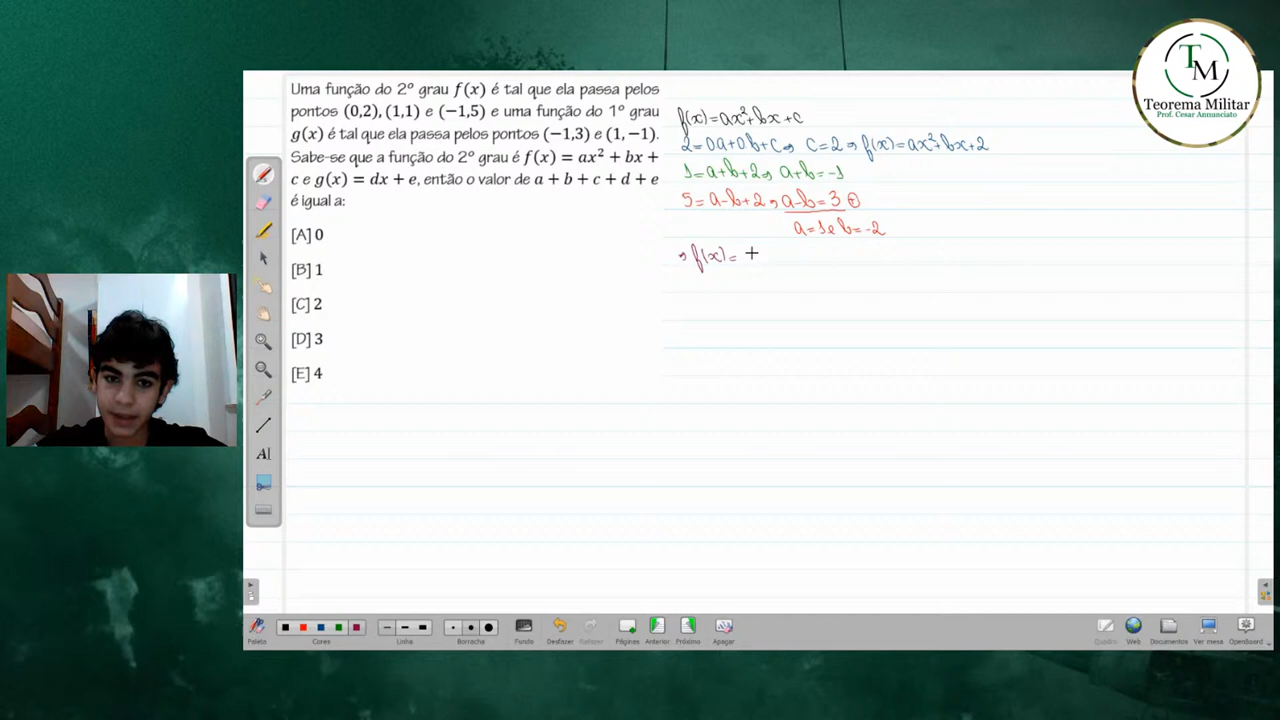 TM
Teorema Militar
Prof. Cesar Annunciato
Uma função do 2º grau f(x) é tal que ela passa pelos
pontos (0,2), (1,1) e (−1,5) e uma função do 1º grau
g(x) é tal que ela passa pelos pontos (−1,3) e (1,−1).
Sabe-se que a função do 2º grau é f(x) = ax² + bx +
c e g(x) = dx + e, então o valor de a + b + c + d + e
é igual a:
[A] 0
[B] 1
[C] 2
[D] 3
[E] 4
f(x)=ax²+bx+c
2=0a+0b+c⇒ c=2⇒ f(x)=ax²+bx+2
1=a+b+2⇒ a+b=-1
5=a-b+2⇒ a-b=3 ⊕
a=1 e b=-2
⇒ f(x)=
AI
Paleta
Cores
Linha
Borracha
Fundo
Desfazer
Refazer
Páginas
Anterior
Próximo
Apagar
Quadro
Web
Documentos
Ver mesa
OpenBoard